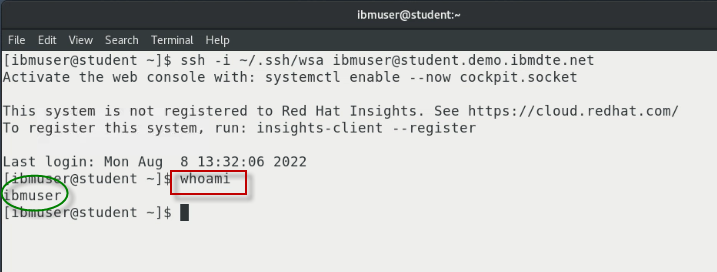 ibmuser@student:~
File Edit View Search Terminal Help
[ibmuser@student ~]$ ssh -i ~/.ssh/wsa ibmuser@student.demo.ibmdte.net
Activate the web console with: systemctl enable --now cockpit.socket
This system is not registered to Red Hat Insights. See https://cloud.redhat.com/
To register this system, run: insights-client --register
Last login: Mon Aug  8 13:32:06 2022
[ibmuser@student ~]$ whoami
ibmuser
[ibmuser@student ~]$